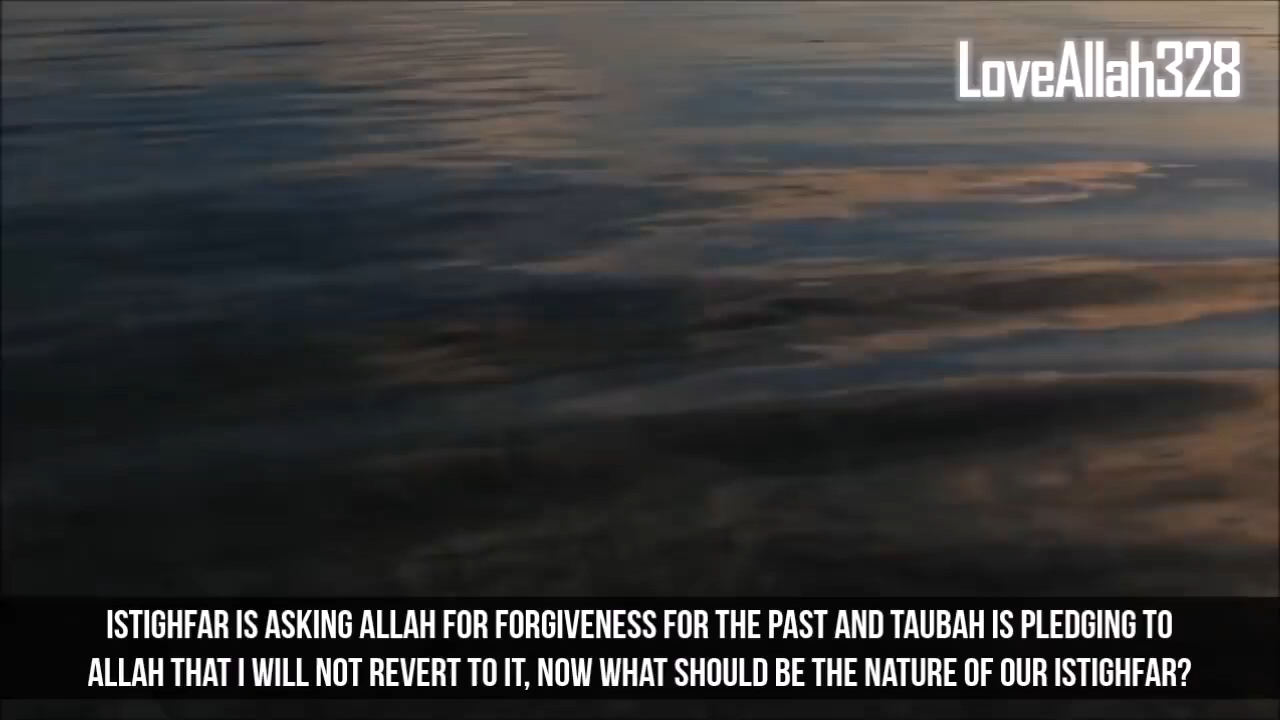 LoveAllah328
ISTIGHFAR IS ASKING ALLAH FOR FORGIVENESS FOR THE PAST AND TAUBAH IS PLEDGING TO
ALLAH THAT I WILL NOT REVERT TO IT, NOW WHAT SHOULD BE THE NATURE OF OUR ISTIGHFAR?